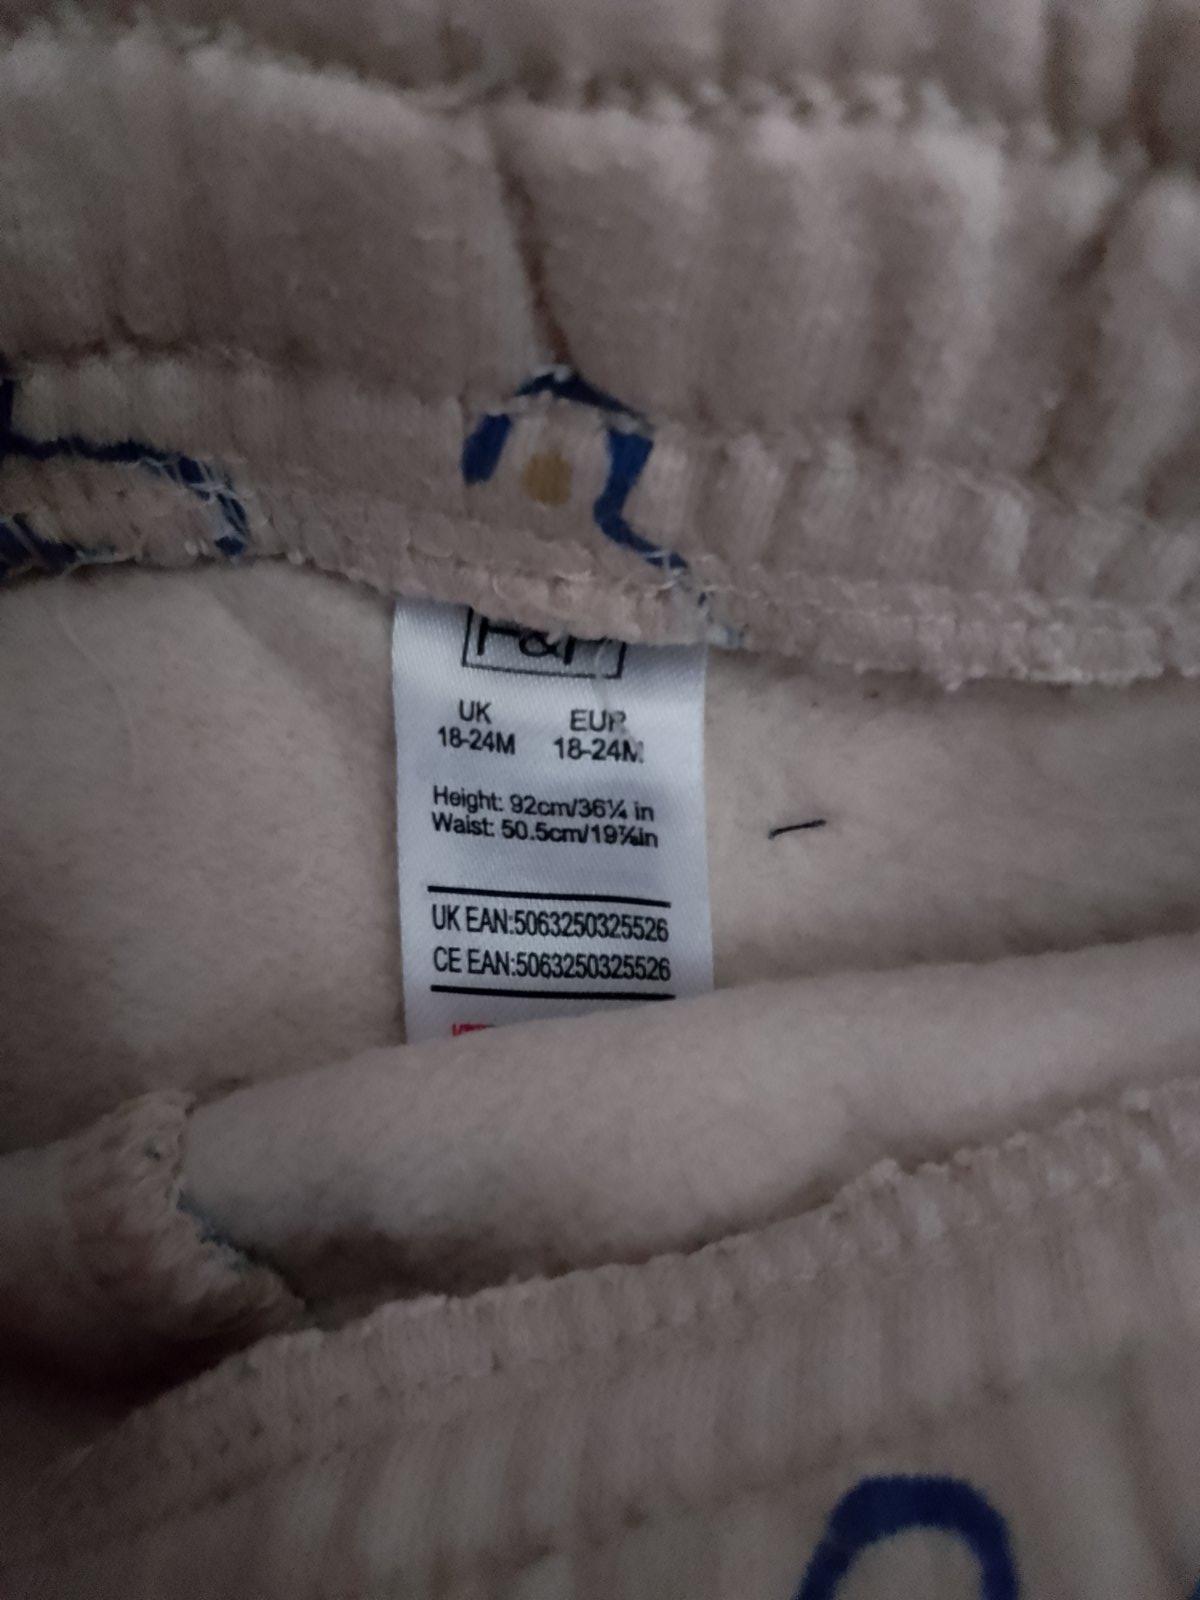 F&F
UK EUR
18-24M 18-24M
Height: 92cm/36¼ in
Waist: 50.5cm/19⅞in
UK EAN:5063250325526
CE EAN:5063250325526